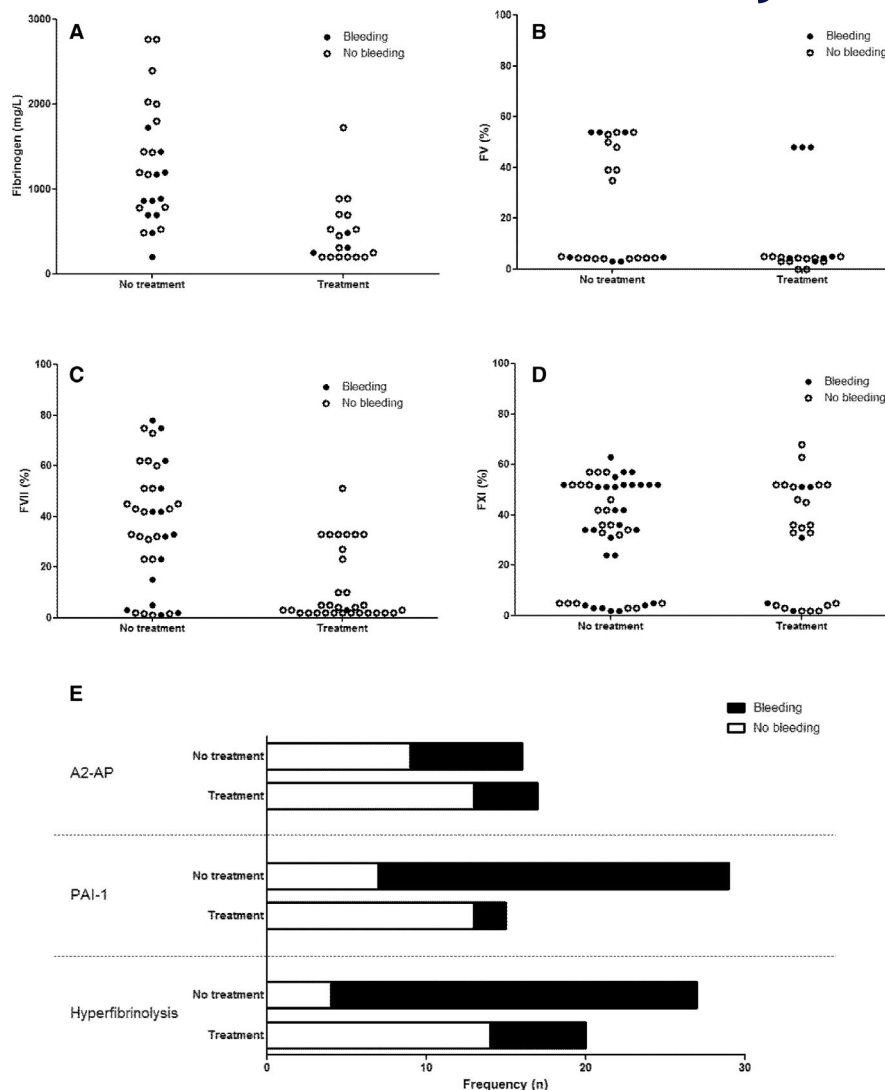 A
Bleeding
No bleeding
Fibrinogen (mg/L)
3000
2000
1000
0
No treatment
Treatment
B
Bleeding
No bleeding
FV (%)
100
80
60
40
20
0
No treatment
Treatment
C
Bleeding
No bleeding
FVII (%)
100
80
60
40
20
0
No treatment
Treatment
D
Bleeding
No bleeding
FXI (%)
100
80
60
40
20
0
No treatment
Treatment
E
Bleeding
No bleeding
A2-AP
No treatment
Treatment
PAI-1
No treatment
Treatment
Hyperfibrinolysis
No treatment
Treatment
0
10
20
30
Frequency (n)